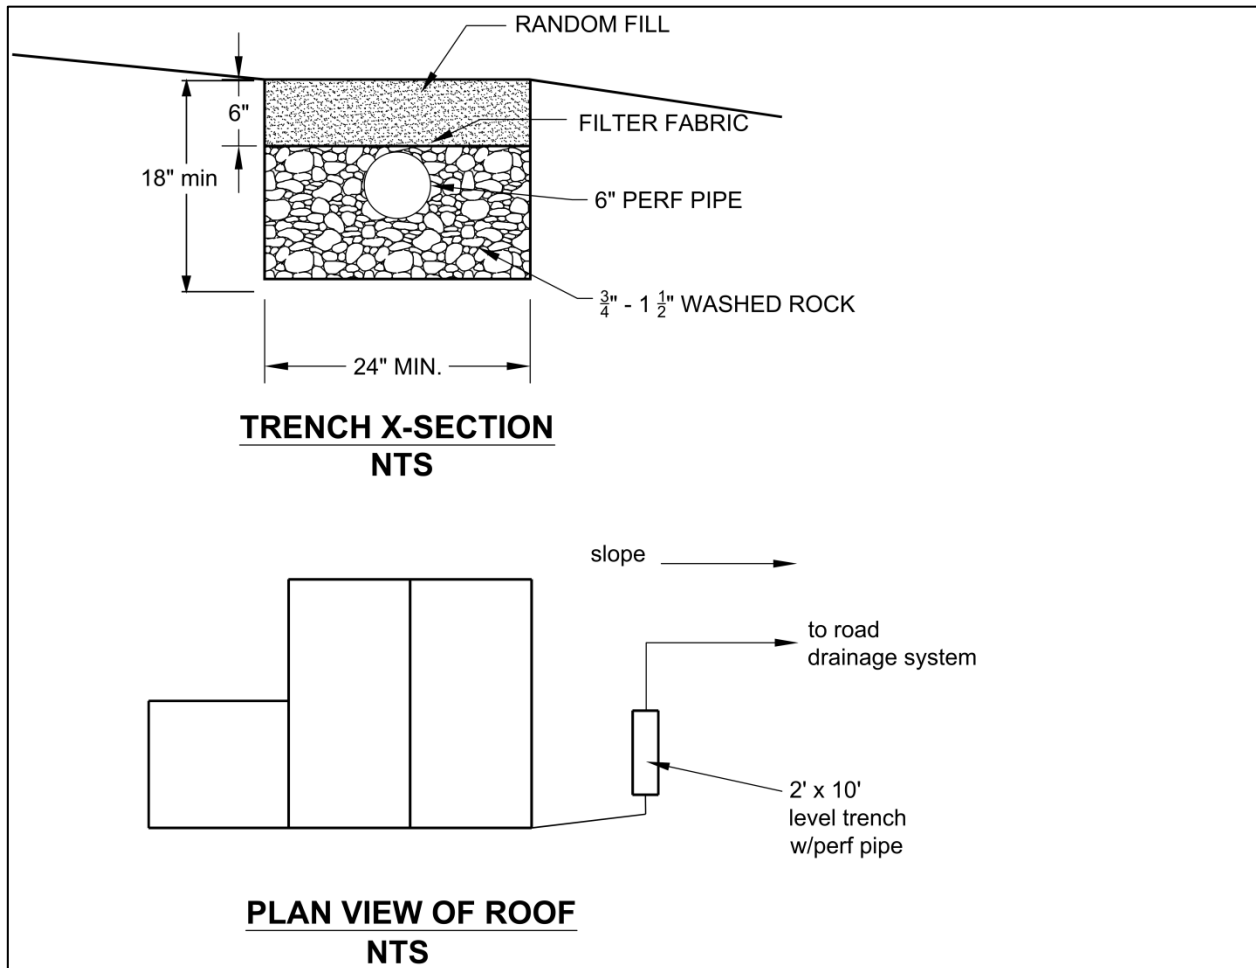 RANDOM FILL
6"
FILTER FABRIC
18" min
6" PERF PIPE
3/4" - 1 1/2" WASHED ROCK
24" MIN.
TRENCH X-SECTION
NTS
slope
to road
drainage system
2' x 10'
level trench
w/perf pipe
PLAN VIEW OF ROOF
NTS